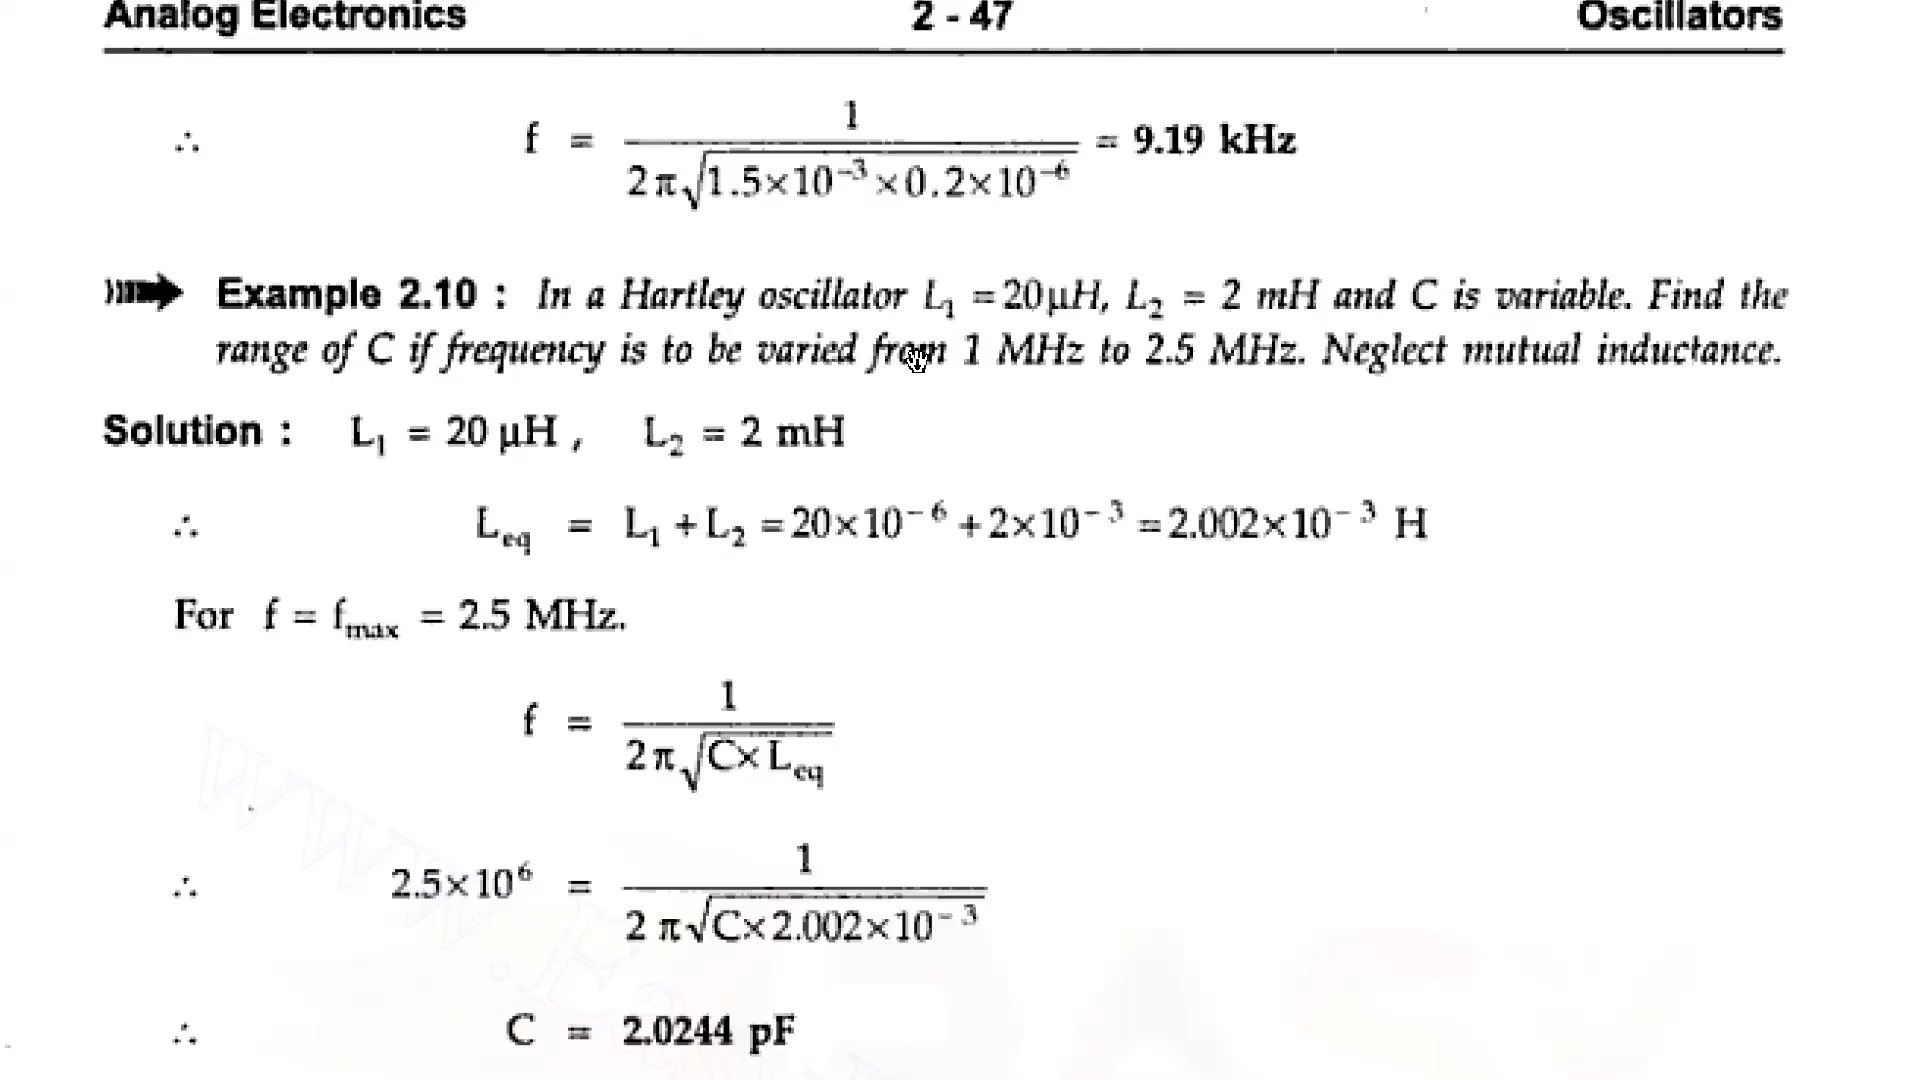 Analog Electronics 2 - 47 Oscillators
∴ f = 1 / 2π√1.5×10⁻³×0.2×10⁻⁶ = 9.19 kHz
Example 2.10 : In a Hartley oscillator L₁ = 20μH, L₂ = 2 mH and C is variable. Find the
range of C if frequency is to be varied from 1 MHz to 2.5 MHz. Neglect mutual inductance.
Solution : L₁ = 20 μH , L₂ = 2 mH
∴ Leq = L₁ + L₂ = 20×10⁻⁶ + 2×10⁻³ = 2.002×10⁻³ H
For f = fmax = 2.5 MHz.
f = 1 / 2π√C×Leq
∴ 2.5×10⁶ = 1 / 2π√C×2.002×10⁻³
∴ C = 2.0244 pF